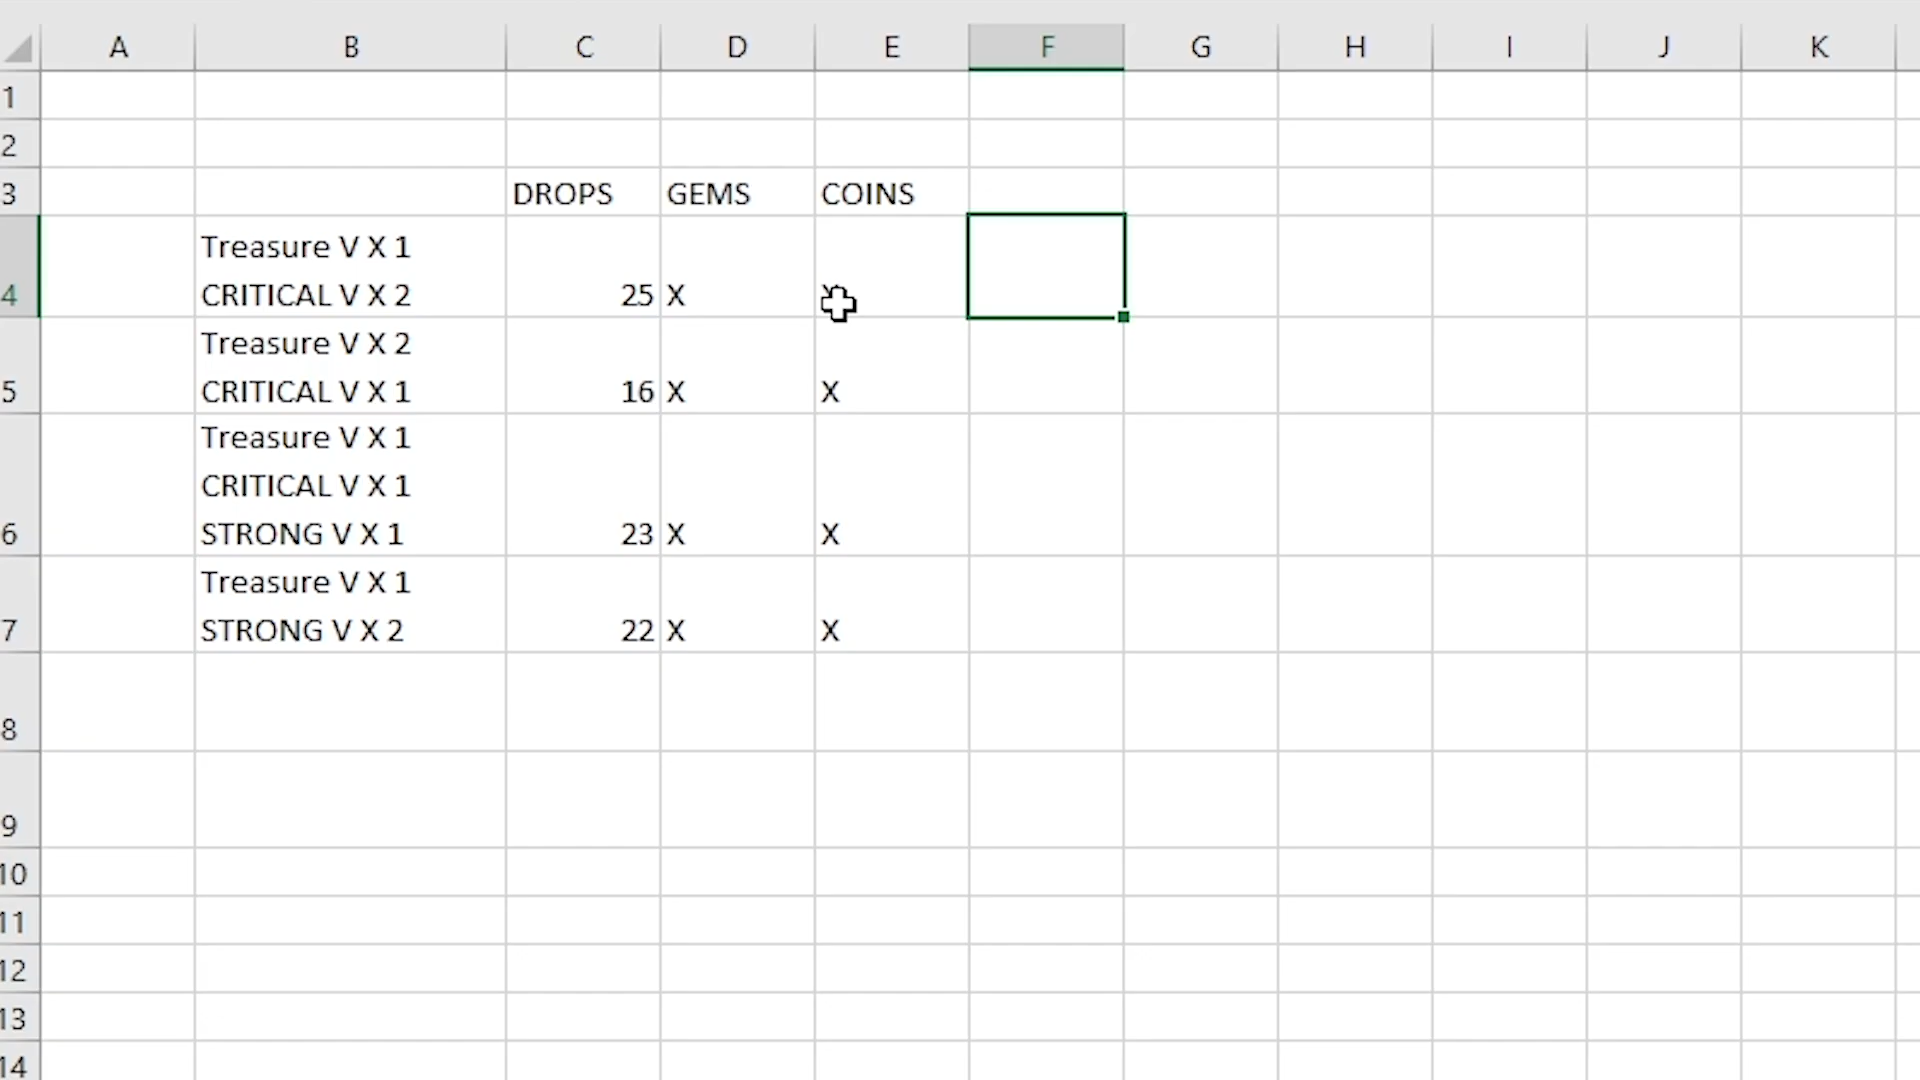 A B C D E F G H I J K
1
2
3 DROPS GEMS COINS
Treasure V X 1
4 CRITICAL V X 2 25 X
Treasure V X 2
5 CRITICAL V X 1 16 X X
Treasure V X 1
CRITICAL V X 1
6 STRONG V X 1 23 X X
Treasure V X 1
7 STRONG V X 2 22 X X
8
9
10
11
12
13
14